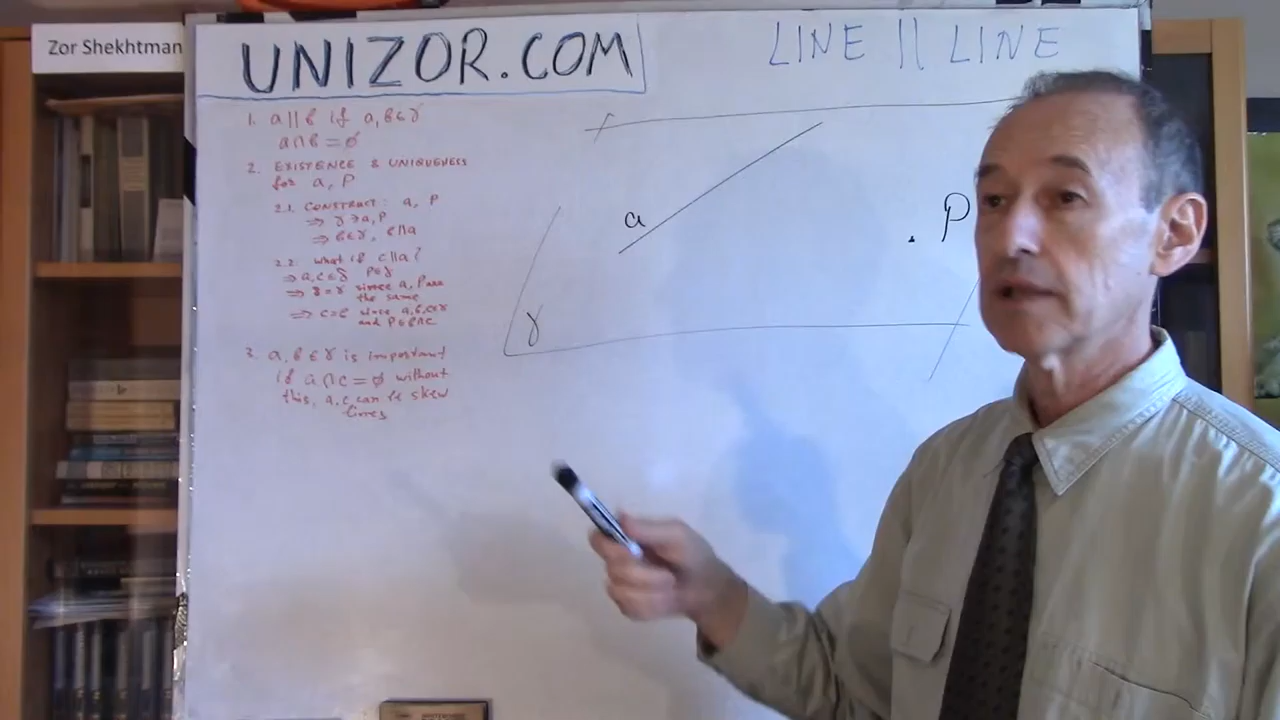 Zor Shekhtman
UNIZOR.COM
LINE || LINE
1. a||b if a, b ∈ γ
a∩b = ∅
2. EXISTENCE & UNIQUENESS
for a, P
2.1. CONSTRUCT: a, P
⇒ γ ∋ a, P
⇒ b∈γ, b||a
2.2. what if c||a?
⇒ a, c ∈ δ P∈δ
⇒ δ = γ since a, P are
the same
⇒ c=b since a, b, c∈γ
and P∈b∩c
3. a, b ∈ γ is important
if a∩c = ∅ without
this, a, c can be skew
lines
a
. P
γ